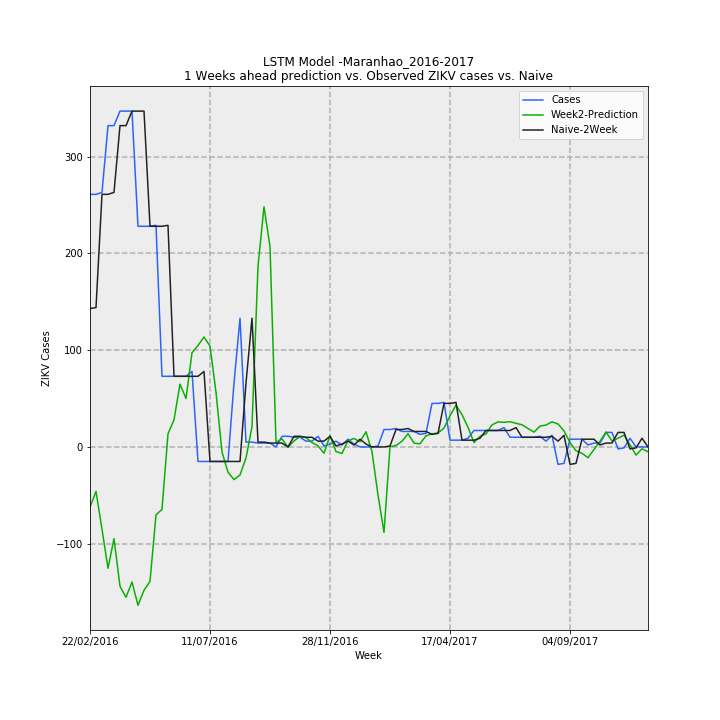 LSTM Model -Maranhao_2016-2017
1 Weeks ahead prediction vs. Observed ZIKV cases vs. Naive
Cases
Week2-Prediction
Naive-2Week
300
200
100
0
−100
ZIKV Cases
22/02/2016
11/07/2016
28/11/2016
17/04/2017
04/09/2017
Week